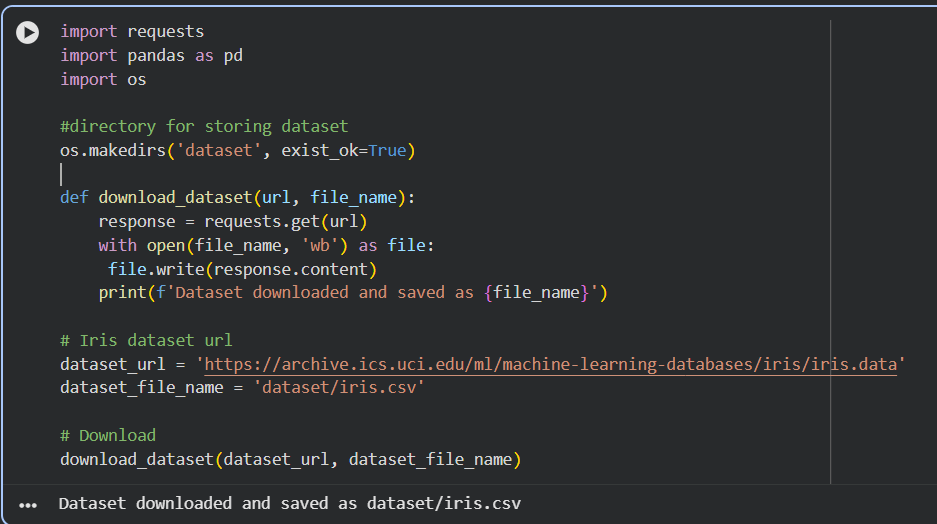 import requests
import pandas as pd
import os
#directory for storing dataset
os.makedirs('dataset', exist_ok=True)
def download_dataset(url, file_name):
    response = requests.get(url)
    with open(file_name, 'wb') as file:
     file.write(response.content)
    print(f'Dataset downloaded and saved as {file_name}')
# Iris dataset url
dataset_url = 'https://archive.ics.uci.edu/ml/machine-learning-databases/iris/iris.data'
dataset_file_name = 'dataset/iris.csv'
# Download
download_dataset(dataset_url, dataset_file_name)
Dataset downloaded and saved as dataset/iris.csv